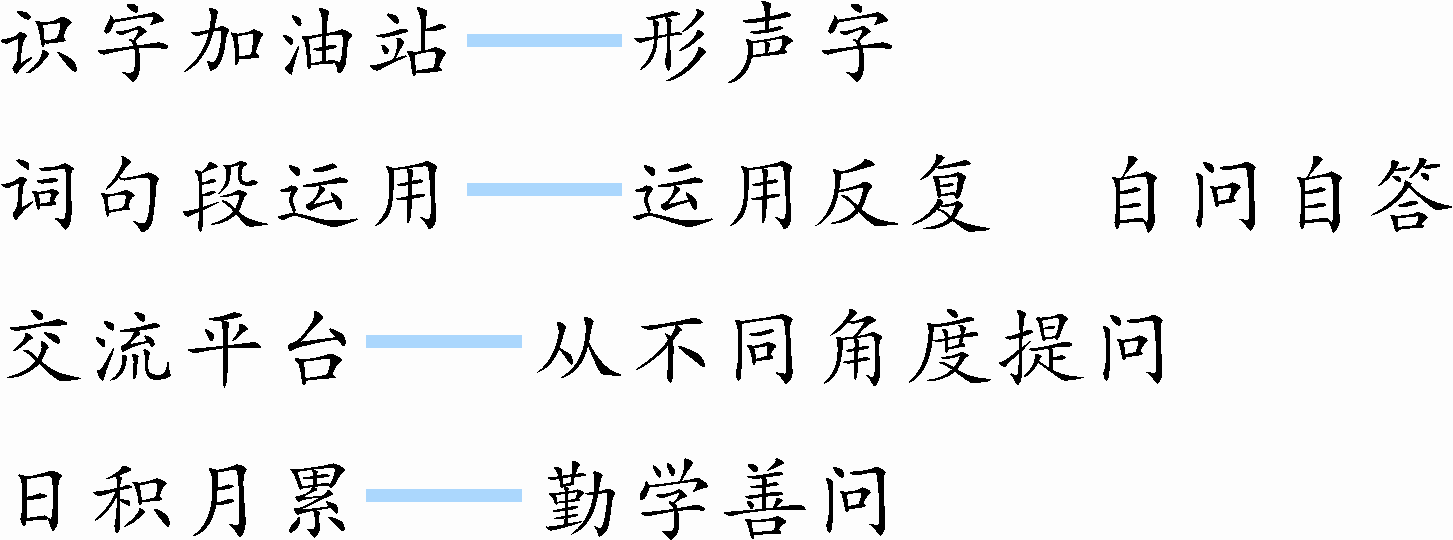 识字加油站——形声字
词句段运用——运用反复 自问自答
交流平台——从不同角度提问
日积月累——勤学善问